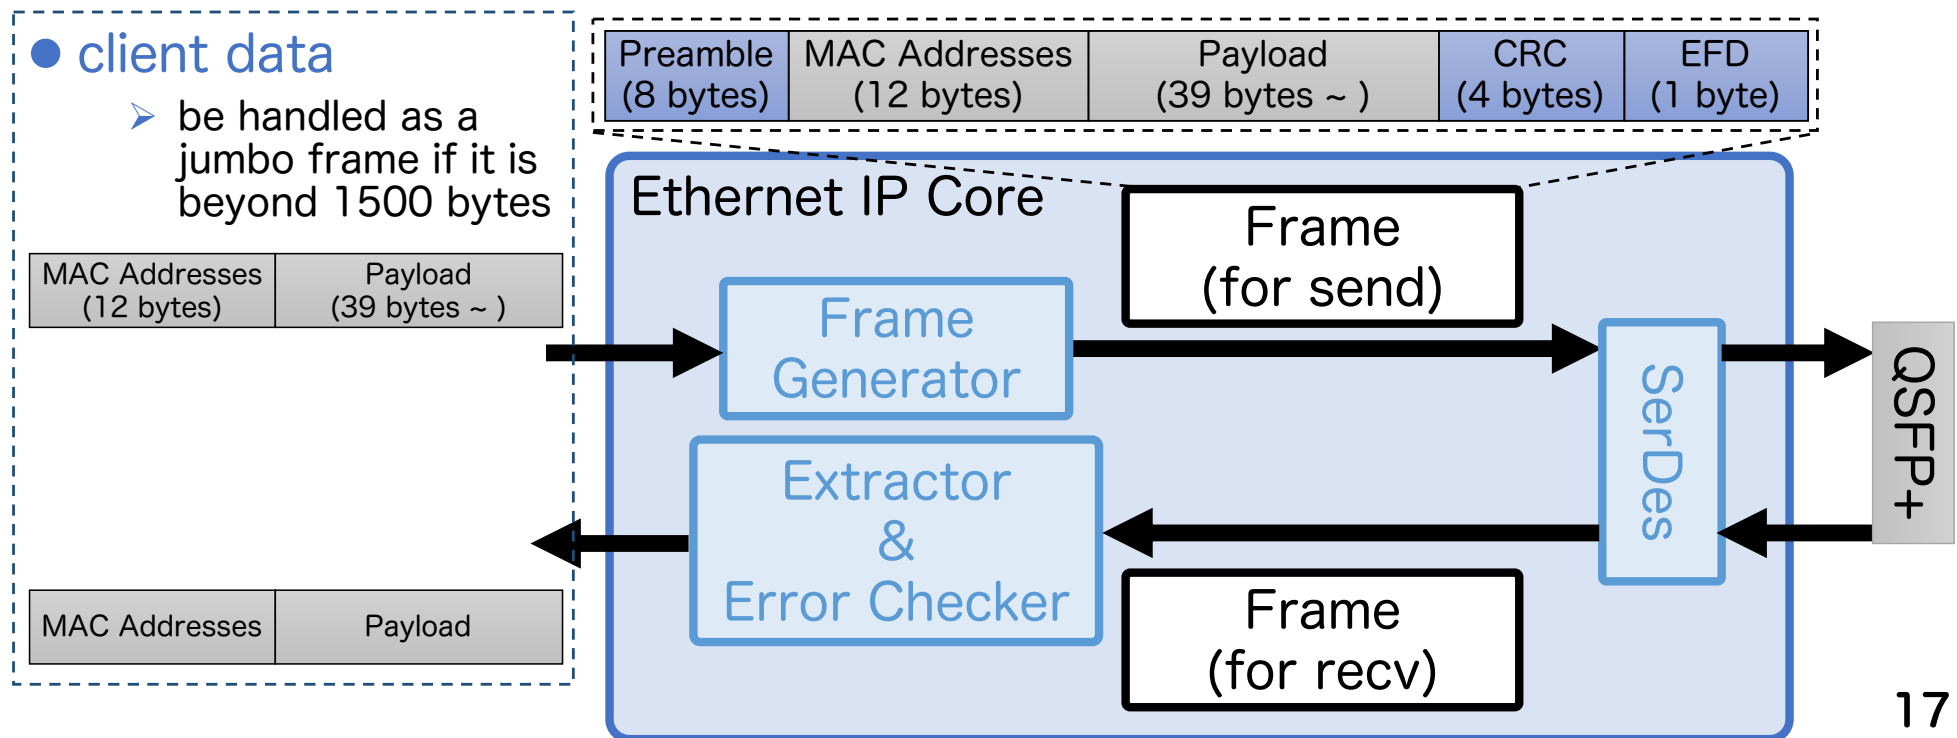 ● client data
➢ be handled as a
jumbo frame if it is
beyond 1500 bytes
MAC Addresses
(12 bytes)
Payload
(39 bytes ~ )
MAC Addresses
Payload
Preamble
(8 bytes)
MAC Addresses
(12 bytes)
Payload
(39 bytes ~ )
CRC
(4 bytes)
EFD
(1 byte)
Ethernet IP Core
Frame
(for send)
Frame
Generator
Extractor
&
Error Checker
Frame
(for recv)
SerDes
QSFP+
17